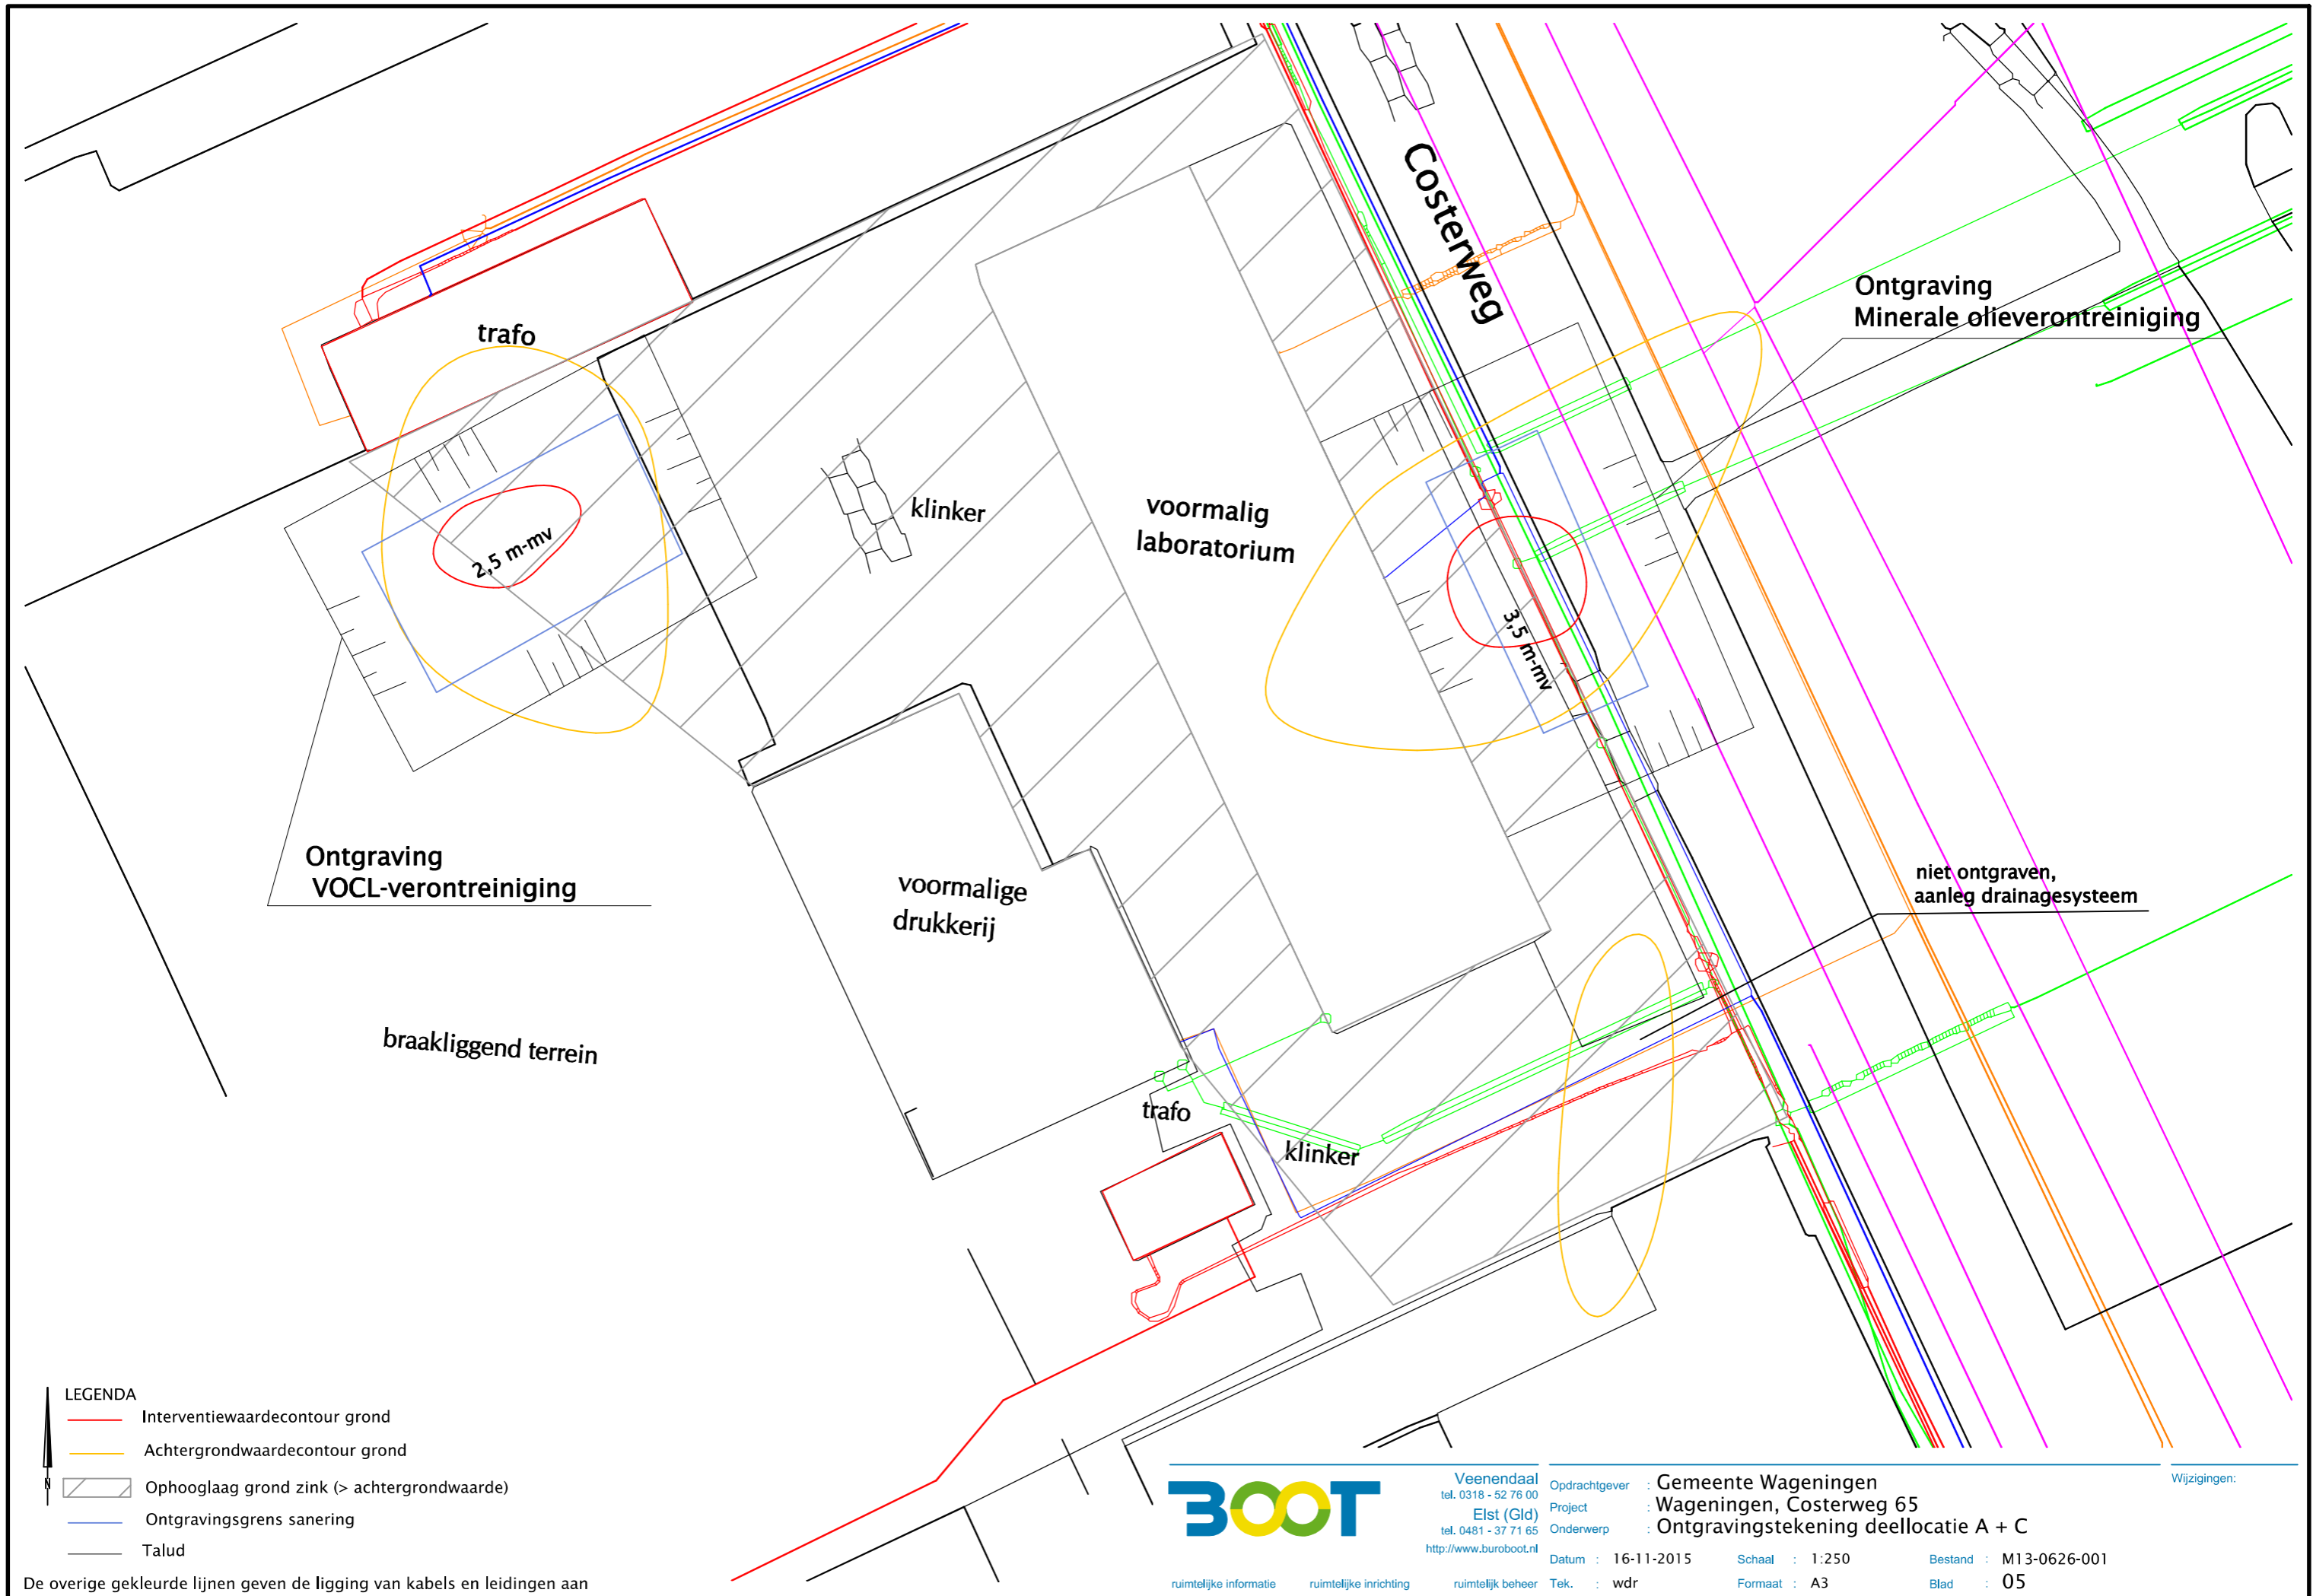 Costerweg
Ontgraving
Minerale olieverontreiniging
trafo
2,5 m-mv
klinker
voormalig
laboratorium
3,5 m-mv
Ontgraving
VOCL-verontreiniging
voormalige
drukkerij
niet ontgraven,
aanleg drainagesysteem
braakliggend terrein
trafo
klinker
LEGENDA
Interventiewaardecontour grond
Achtergrondwaardecontour grond
N
Ophooglaag grond zink (> achtergrondwaarde)
Ontgravingsgrens sanering
Talud
De overige gekleurde lijnen geven de ligging van kabels en leidingen aan
BOOT
Veenendaal
tel. 0318 - 52 76 00
Elst (Gld)
tel. 0481 - 37 71 65
http://www.buroboot.nl
ruimtelijke informatie ruimtelijke inrichting ruimtelijk beheer
Opdrachtgever : Gemeente Wageningen
Project : Wageningen, Costerweg 65
Onderwerp : Ontgravingstekening deellocatie A + C
Datum : 16-11-2015 Schaal : 1:250 Bestand : M13-0626-001
Tek. : wdr Formaat : A3 Blad : 05
Wijzigingen: